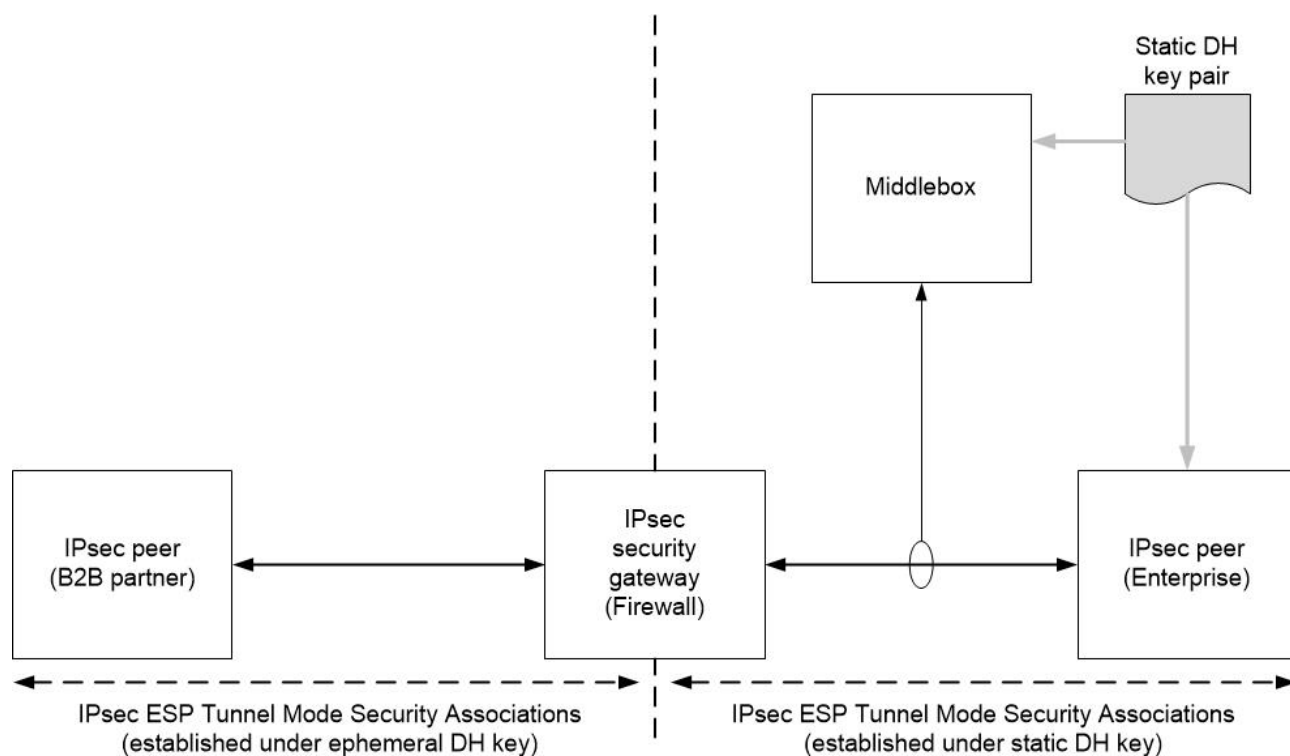 Static DH
key pair
Middlebox
IPsec peer
(B2B partner)
IPsec
security
gateway
(Firewall)
IPsec peer
(Enterprise)
IPsec ESP Tunnel Mode Security Associations
(established under ephemeral DH key)
IPsec ESP Tunnel Mode Security Associations
(established under static DH key)